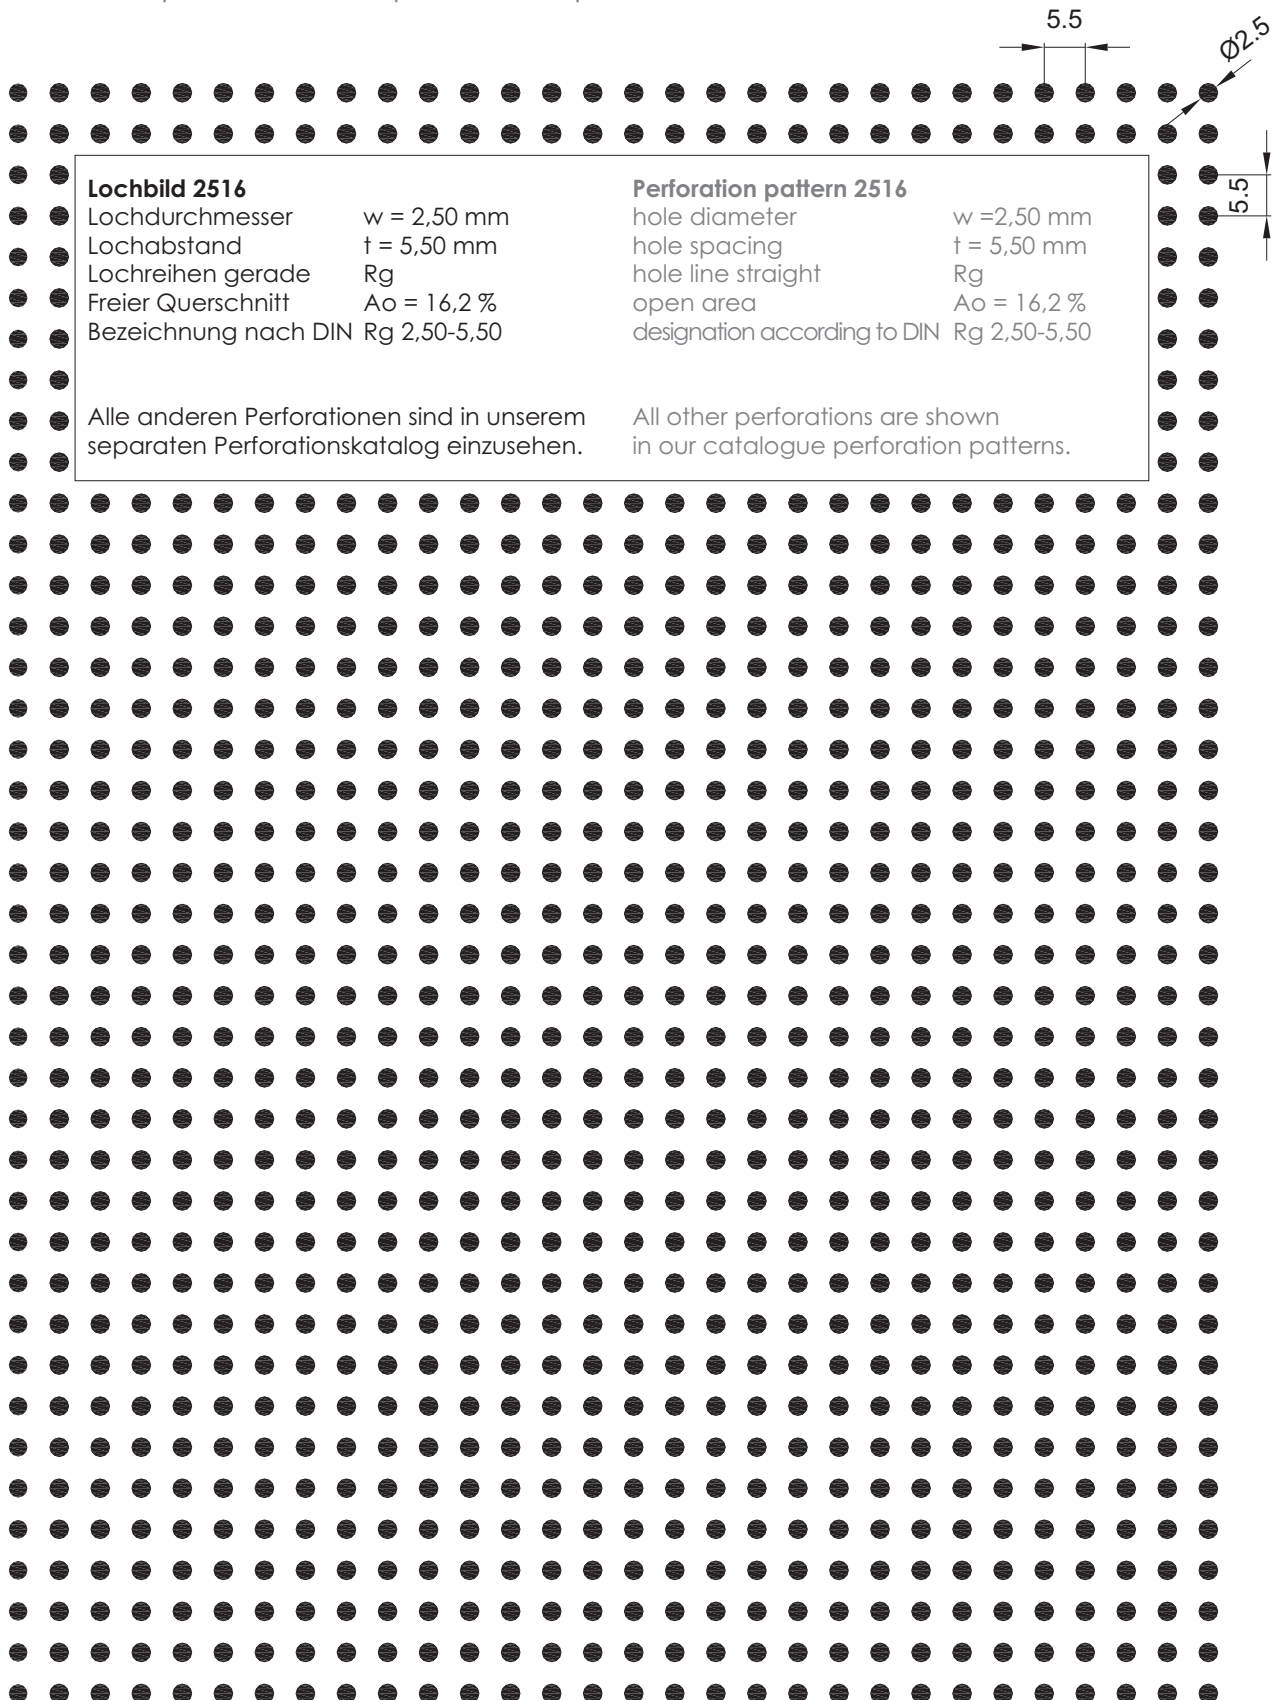 5.5
Ø2.5
5.5
Lochbild 2516
Lochdurchmesser w = 2,50 mm
Lochabstand t = 5,50 mm
Lochreihen gerade Rg
Freier Querschnitt Ao = 16,2 %
Bezeichnung nach DIN Rg 2,50-5,50
Alle anderen Perforationen sind in unserem
separaten Perforationskatalog einzusehen.
Perforation pattern 2516
hole diameter w =2,50 mm
hole spacing t = 5,50 mm
hole line straight Rg
open area Ao = 16,2 %
designation according to DIN Rg 2,50-5,50
All other perforations are shown
in our catalogue perforation patterns.